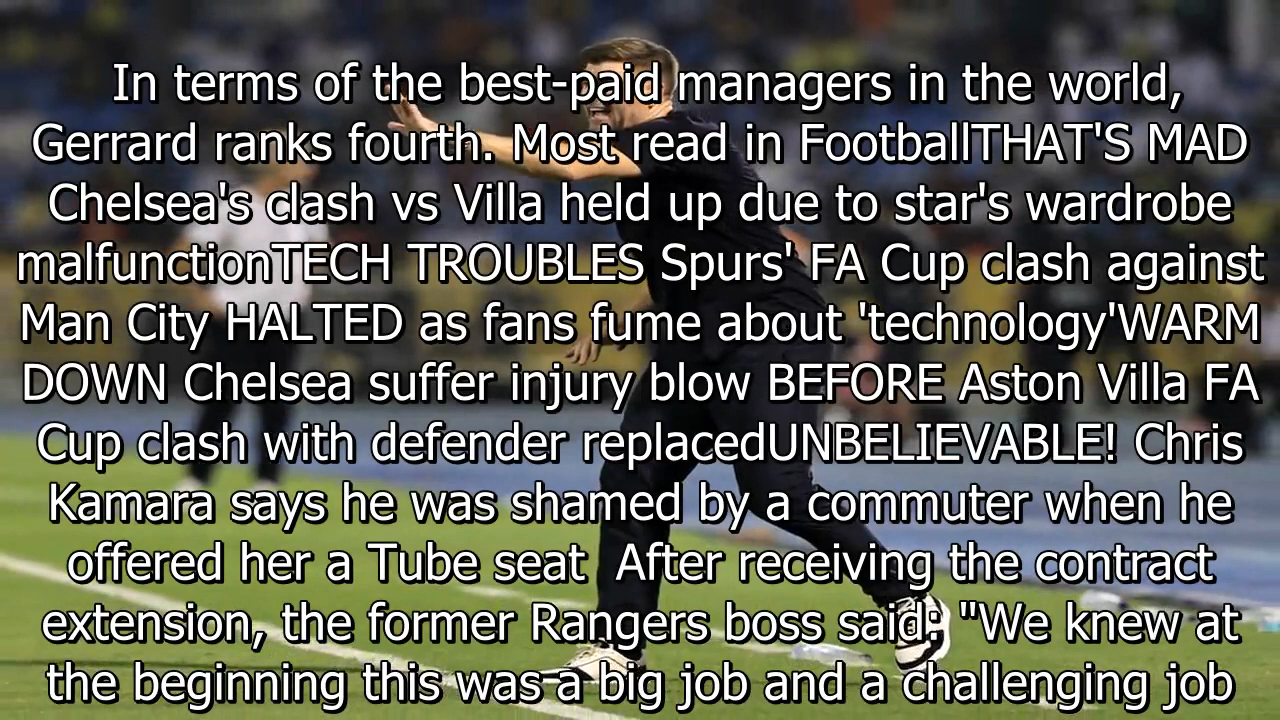 In terms of the best-paid managers in the world,
Gerrard ranks fourth. Most read in FootballTHAT'S MAD
Chelsea's clash vs Villa held up due to star's wardrobe
malfunctionTECH TROUBLES Spurs' FA Cup clash against
Man City HALTED as fans fume about 'technology'WARM
DOWN Chelsea suffer injury blow BEFORE Aston Villa FA
Cup clash with defender replacedUNBELIEVABLE! Chris
Kamara says he was shamed by a commuter when he
offered her a Tube seat  After receiving the contract
extension, the former Rangers boss said: "We knew at
the beginning this was a big job and a challenging job